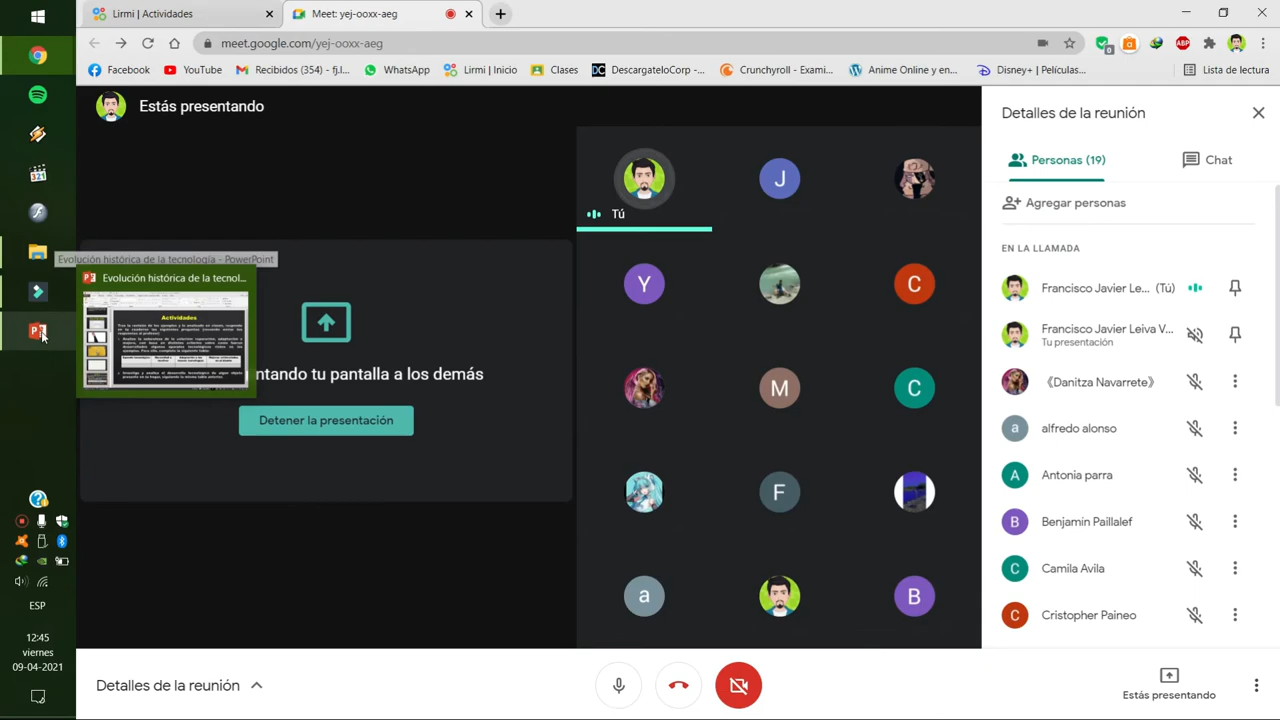 Lirmi | Actividades
Meet: yej-ooxx-aeg
meet.google.com/yej-ooxx-aeg
0
ABP
Facebook
YouTube
Recibidos (354) - fj.l...
WhatsApp
Lirmi | Inicio
Clases
DescargateloCorp -...
Crunchyroll - Exami...
Anime Online y en...
Disney+ | Películas...
Lista de lectura
Estás presentando
Tú
J
Y
C
M
C
F
a
B
Evolución histórica de la tecnología - PowerPoint
Evolución histórica de la tecnol...
Actividades
ntando tu pantalla a los demás
Detener la presentación
Detalles de la reunión
Personas (19)
Chat
Agregar personas
EN LA LLAMADA
Francisco Javier Le... (Tú)
Francisco Javier Leiva V...
Tu presentación
《Danitza Navarrete》
a
alfredo alonso
A
Antonia parra
B
Benjamin Paillalef
C
Camila Avila
C
Cristopher Paineo
321
ESP
12:45
viernes
09-04-2021
Detalles de la reunión
Estás presentando